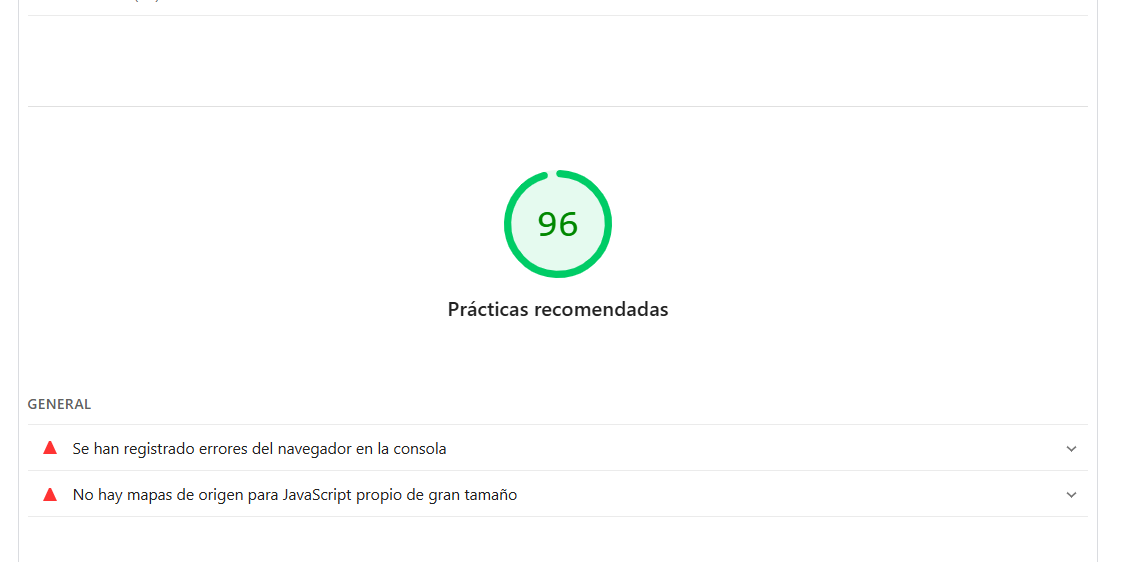 96
Prácticas recomendadas
GENERAL
Se han registrado errores del navegador en la consola
No hay mapas de origen para JavaScript propio de gran tamaño